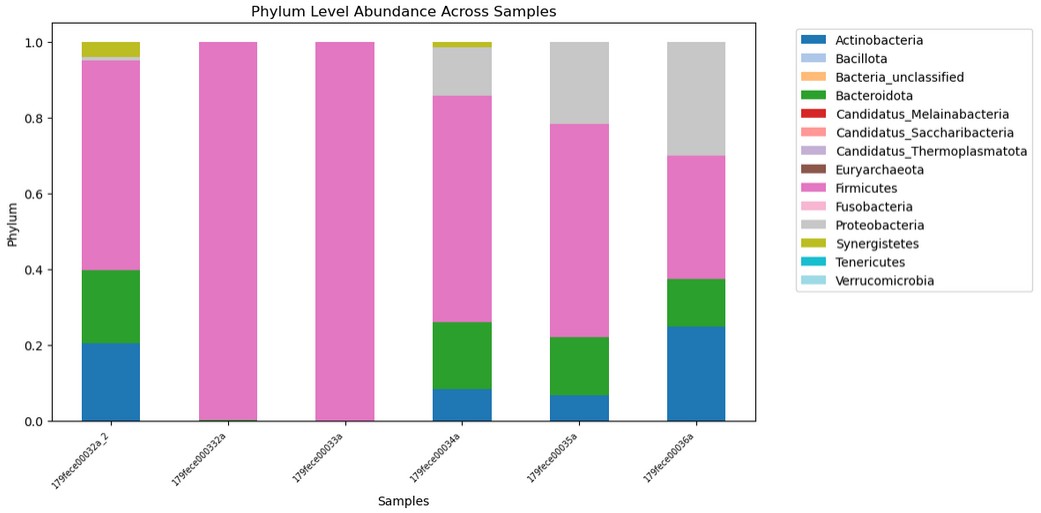 Phylum Level Abundance Across Samples
1.0
0.8
0.6
0.4
0.2
0.0
Phylum
179fece00032a_2
179fece000332a
179fece00033a
179fece00034a
179fece00035a
179fece00036a
Samples
Actinobacteria
Bacillota
Bacteria_unclassified
Bacteroidota
Candidatus_Melainabacteria
Candidatus_Saccharibacteria
Candidatus_Thermoplasmatota
Euryarchaeota
Firmicutes
Fusobacteria
Proteobacteria
Synergistetes
Tenericutes
Verrucomicrobia